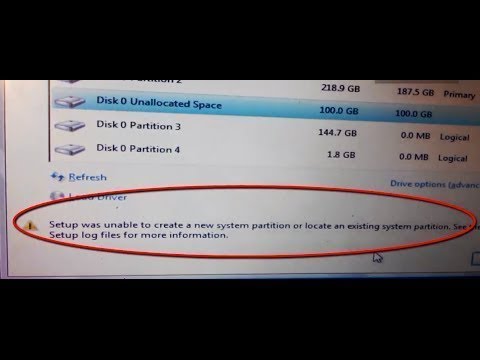 Partition 2 218.9 GB 187.5 GB Primary
Disk 0 Unallocated Space 100.0 GB 100.0 GB
Disk 0 Partition 3 144.7 GB 0.0 MB Logical
Disk 0 Partition 4 1.8 GB 0.0 MB Logical
Refresh Drive options (advanc
Load Driver
Setup was unable to create a new system partition or locate an existing system partition. See the
Setup log files for more information.